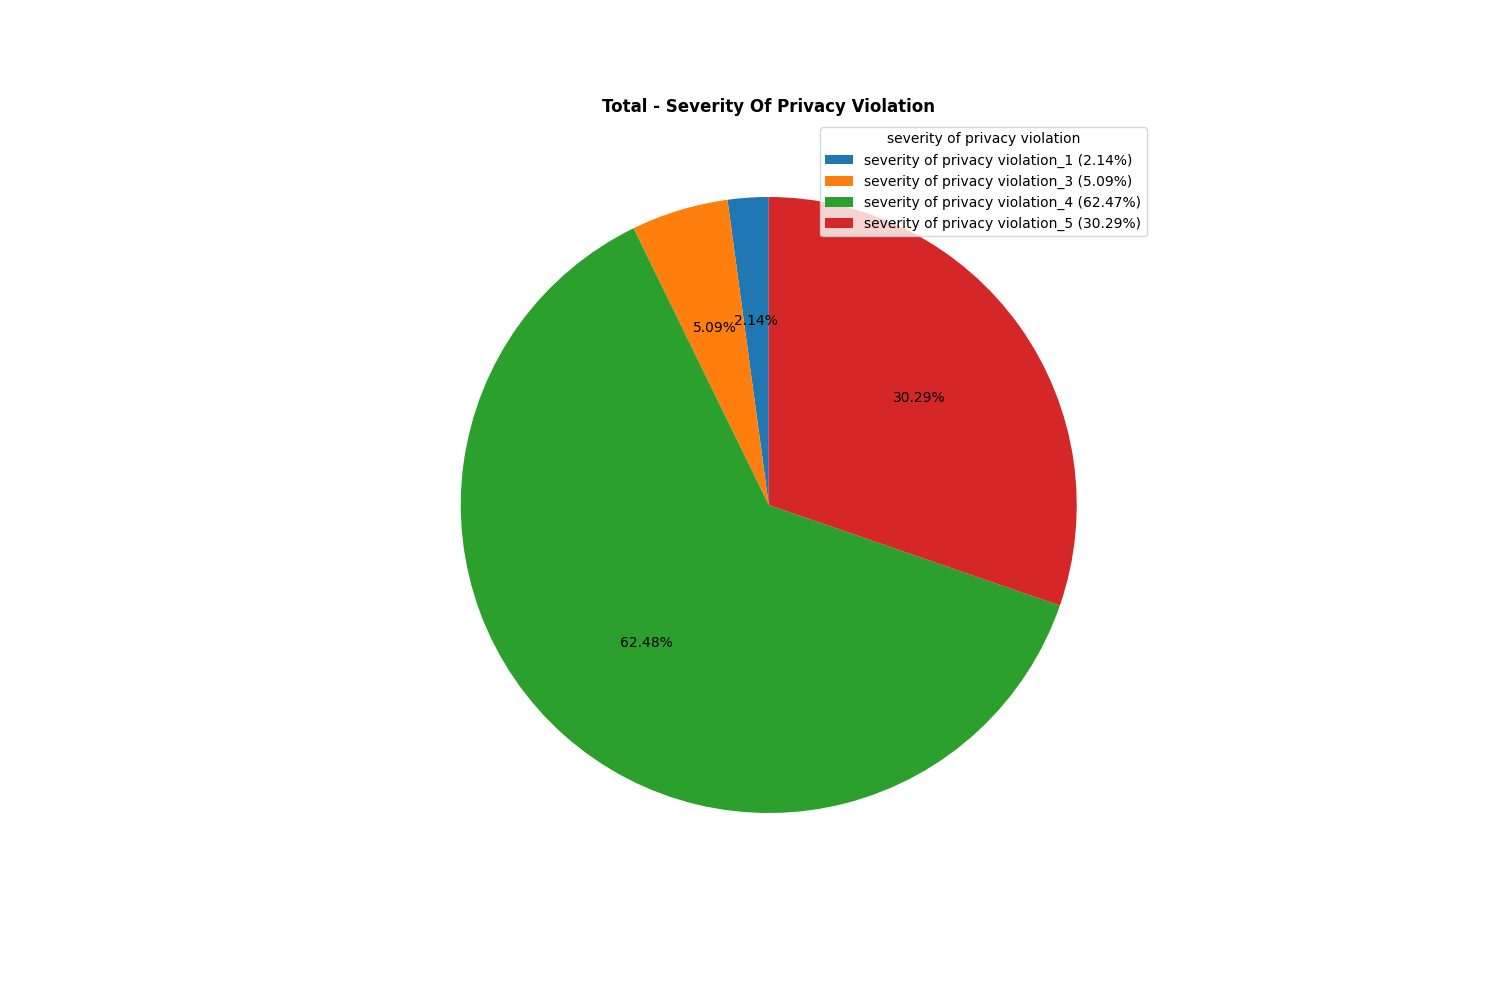 Total - Severity Of Privacy Violation
severity of privacy violation
severity of privacy violation_1 (2.14%)
severity of privacy violation_3 (5.09%)
severity of privacy violation_4 (62.47%)
severity of privacy violation_5 (30.29%)
2.14%
5.09%
30.29%
62.48%